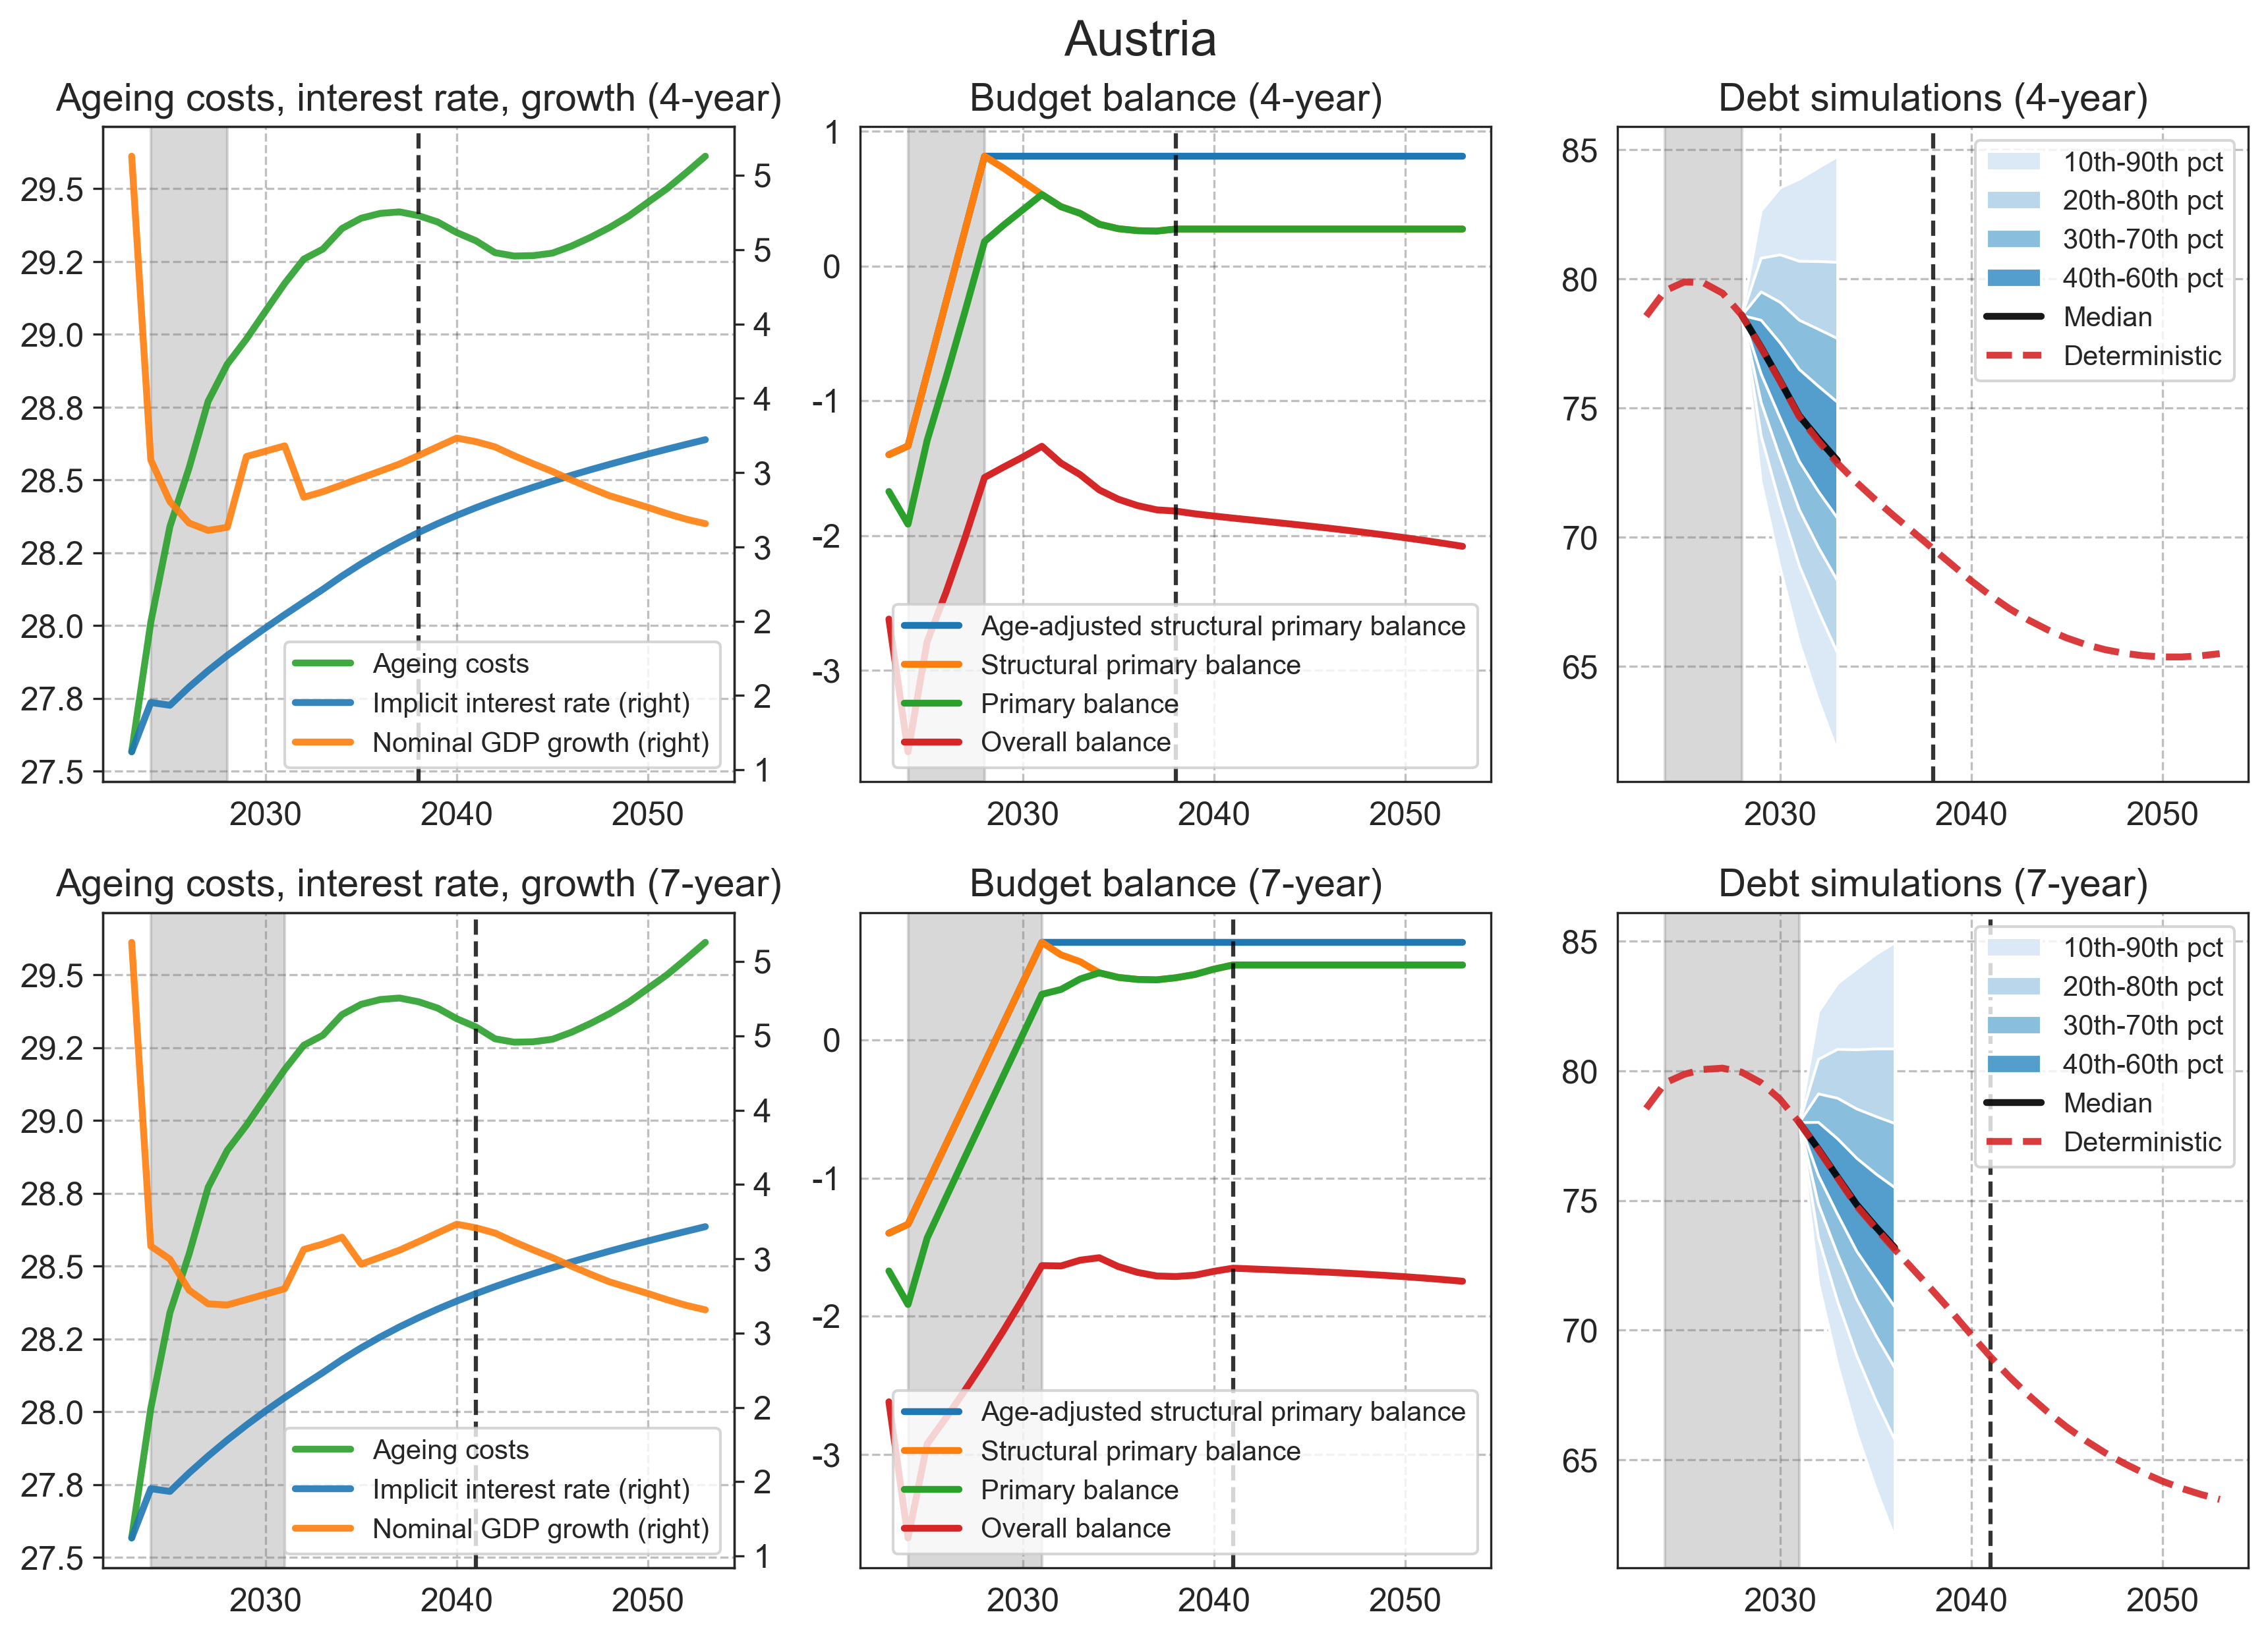 Austria
Ageing costs, interest rate, growth (4-year)
29.5
29.2
29.0
28.8
28.5
28.2
28.0
27.8
27.5
5
5
4
4
3
3
2
2
1
2030
2040
2050
Ageing costs
Implicit interest rate (right)
Nominal GDP growth (right)
Budget balance (4-year)
1
0
-1
-2
-3
2030
2040
2050
Age-adjusted structural primary balance
Structural primary balance
Primary balance
Overall balance
Debt simulations (4-year)
85
80
75
70
65
2030
2040
2050
10th-90th pct
20th-80th pct
30th-70th pct
40th-60th pct
Median
Deterministic
Ageing costs, interest rate, growth (7-year)
29.5
29.2
29.0
28.8
28.5
28.2
28.0
27.8
27.5
5
5
4
4
3
3
2
2
1
2030
2040
2050
Ageing costs
Implicit interest rate (right)
Nominal GDP growth (right)
Budget balance (7-year)
0
-1
-2
-3
2030
2040
2050
Age-adjusted structural primary balance
Structural primary balance
Primary balance
Overall balance
Debt simulations (7-year)
85
80
75
70
65
2030
2040
2050
10th-90th pct
20th-80th pct
30th-70th pct
40th-60th pct
Median
Deterministic